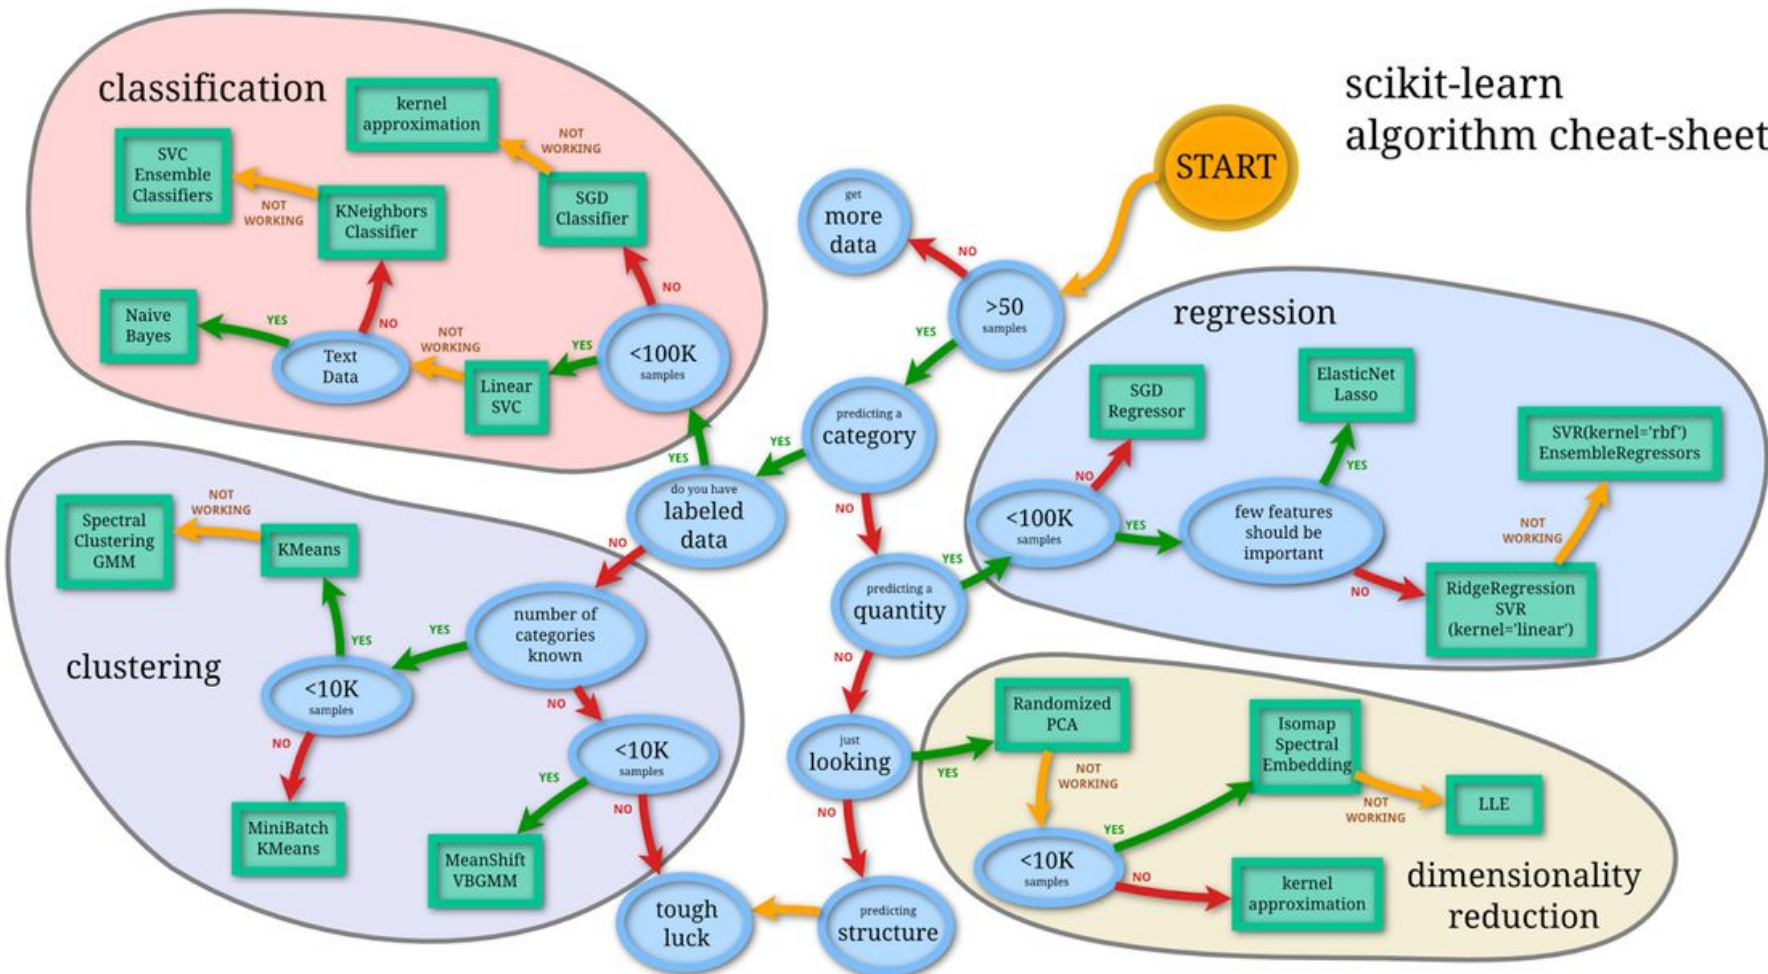 scikit-learn
algorithm cheat-sheet
START
get
more
data
NO
>50
samples
YES
predicting a
category
YES
NO
do you have
labeled
data
YES
NO
predicting a
quantity
YES
NO
just
looking
YES
NO
predicting
structure
tough
luck
classification
kernel
approximation
NOT
WORKING
SGD
Classifier
NO
<100K
samples
YES
Linear
SVC
NOT
WORKING
Text
Data
YES
Naive
Bayes
NO
KNeighbors
Classifier
NOT
WORKING
SVC
Ensemble
Classifiers
regression
SGD
Regressor
NO
<100K
samples
YES
few features
should be
important
YES
ElasticNet
Lasso
NO
RidgeRegression
SVR
(kernel='linear')
NOT
WORKING
SVR(kernel='rbf')
EnsembleRegressors
clustering
number of
categories
known
YES
NO
<10K
samples
YES
KMeans
NOT
WORKING
Spectral
Clustering
GMM
NO
MiniBatch
KMeans
<10K
samples
YES
MeanShift
VBGMM
NO
Randomized
PCA
NOT
WORKING
<10K
samples
YES
Isomap
Spectral
Embedding
NOT
WORKING
LLE
NO
kernel
approximation
dimensionality
reduction